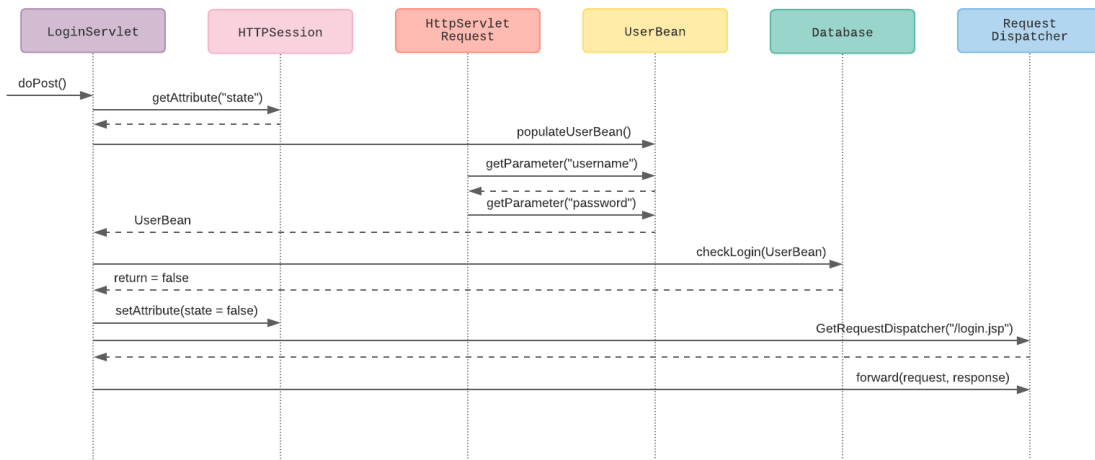 LoginServlet
HTTPSession
HttpServlet
Request
UserBean
Database
Request
Dispatcher
doPost()
getAttribute("state")
populateUserBean()
getParameter("username")
getParameter("password")
UserBean
checkLogin(UserBean)
return = false
setAttribute(state = false)
GetRequestDispatcher("/login.jsp")
forward(request, response)